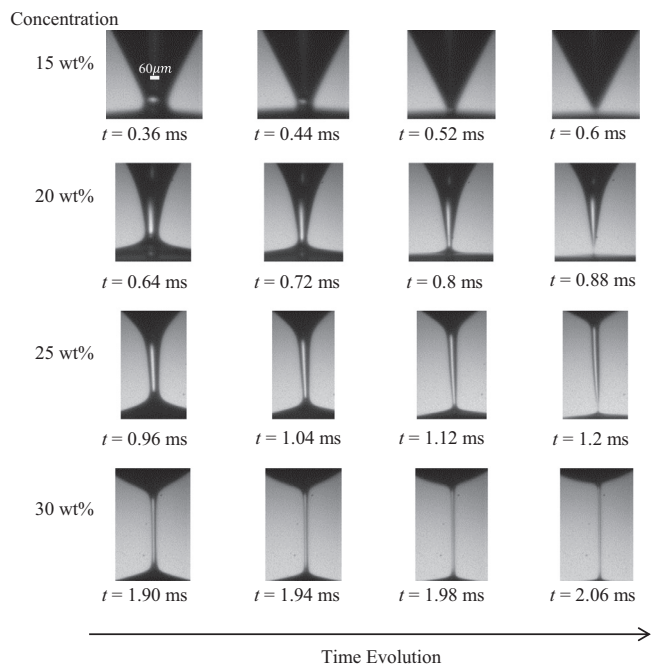 Concentration
15 wt%
60μm
t = 0.36 ms t = 0.44 ms t = 0.52 ms t = 0.6 ms
20 wt%
t = 0.64 ms t = 0.72 ms t = 0.8 ms t = 0.88 ms
25 wt%
t = 0.96 ms t = 1.04 ms t = 1.12 ms t = 1.2 ms
30 wt%
t = 1.90 ms t = 1.94 ms t = 1.98 ms t = 2.06 ms
Time Evolution